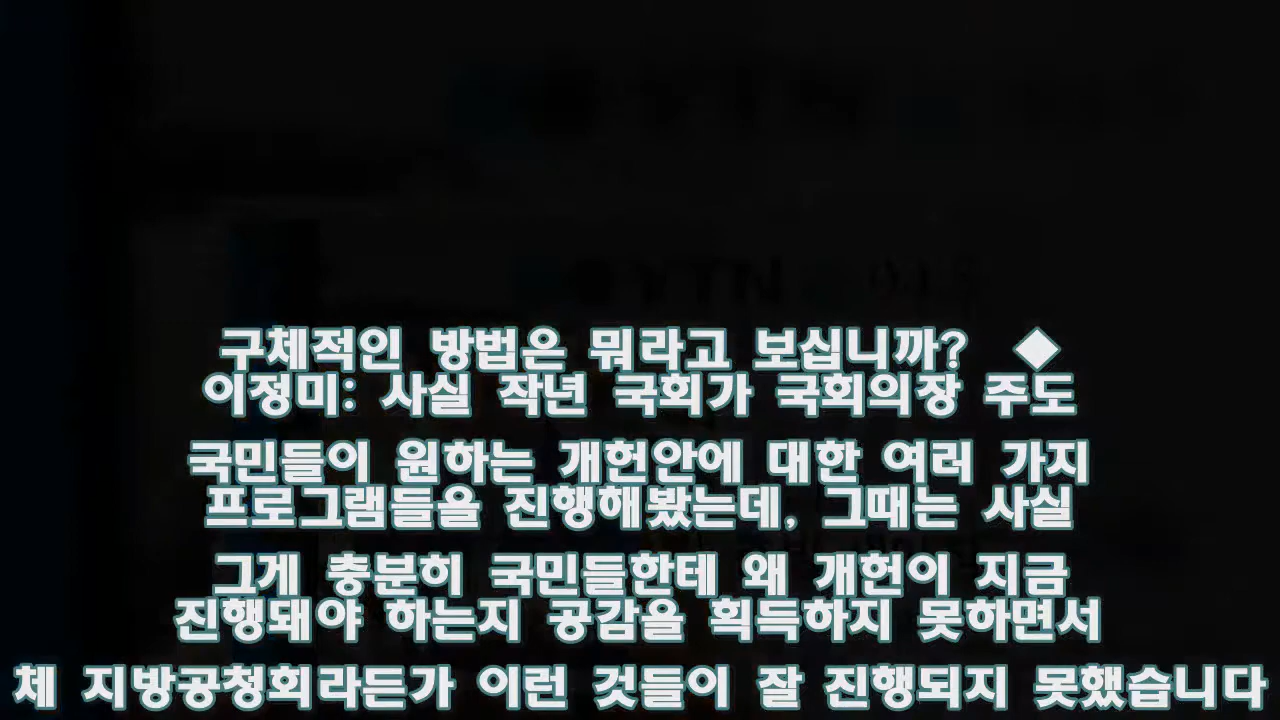 구체적인 방법은 뭐라고 보십니까? ◆
이정미: 사실 작년 국회가 국회의장 주도
국민들이 원하는 개헌안에 대한 여러 가지
프로그램들을 진행해봤는데, 그때는 사실
그게 충분히 국민들한테 왜 개헌이 지금
진행돼야 하는지 공감을 획득하지 못하면서
체 지방공청회라든가 이런 것들이 잘 진행되지 못했습니다